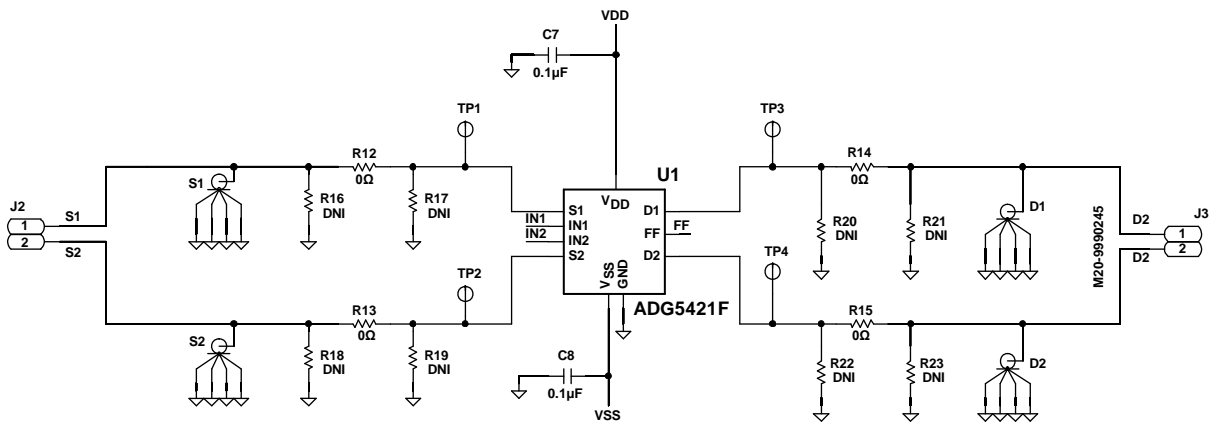 VDD
C7
0.1µF
TP1
TP3
R12
0Ω
R14
0Ω
S1
R16
DNI
R17
DNI
U1
VDD
R20
DNI
R21
DNI
D1
J2
1
2
S1
S2
IN1
IN2
S1
IN1
IN2
S2
D1
FF
D2
FF
VSS
GND
ADG5421F
M20-9990245
D2
D2
J3
1
2
TP2
TP4
R13
0Ω
R15
0Ω
S2
R18
DNI
R19
DNI
R22
DNI
R23
DNI
D2
C8
0.1µF
VSS